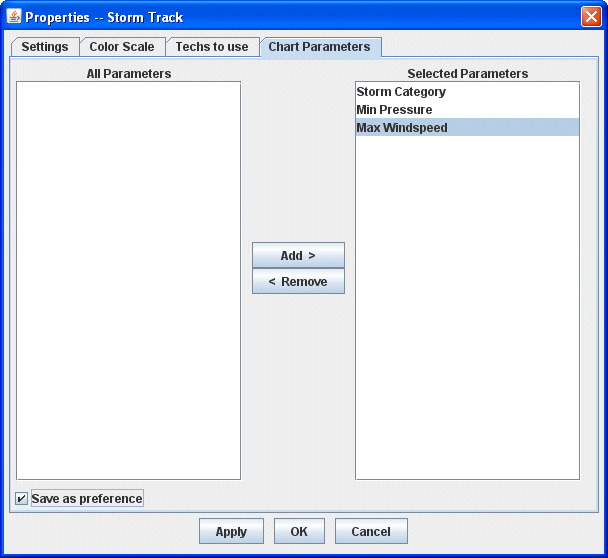 Properties -- Storm Track
Settings
Color Scale
Techs to use
Chart Parameters
All Parameters
Selected Parameters
Storm Category
Min Pressure
Max Windspeed
Add >
< Remove
Save as preference
Apply
OK
Cancel